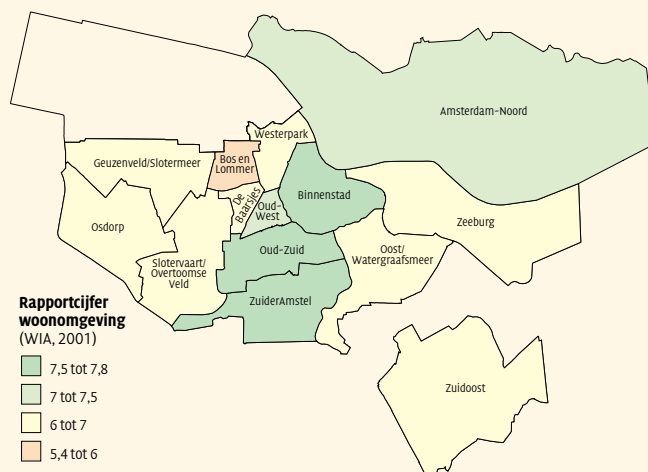 Amsterdam-Noord
Westerpark
Geuzenveld/Slotermeer
Bos en
Lommer
De
Baarsjes
Oud-
West
Binnenstad
Osdorp
Zeeburg
Slotervaart/
Overtoomse
Veld
Oud-Zuid
Oost/
Watergraafsmeer
ZuiderAmstel
Zuidoost
Rapportcijfer
woonomgeving
(WIA, 2001)
7,5 tot 7,8
7 tot 7,5
6 tot 7
5,4 tot 6